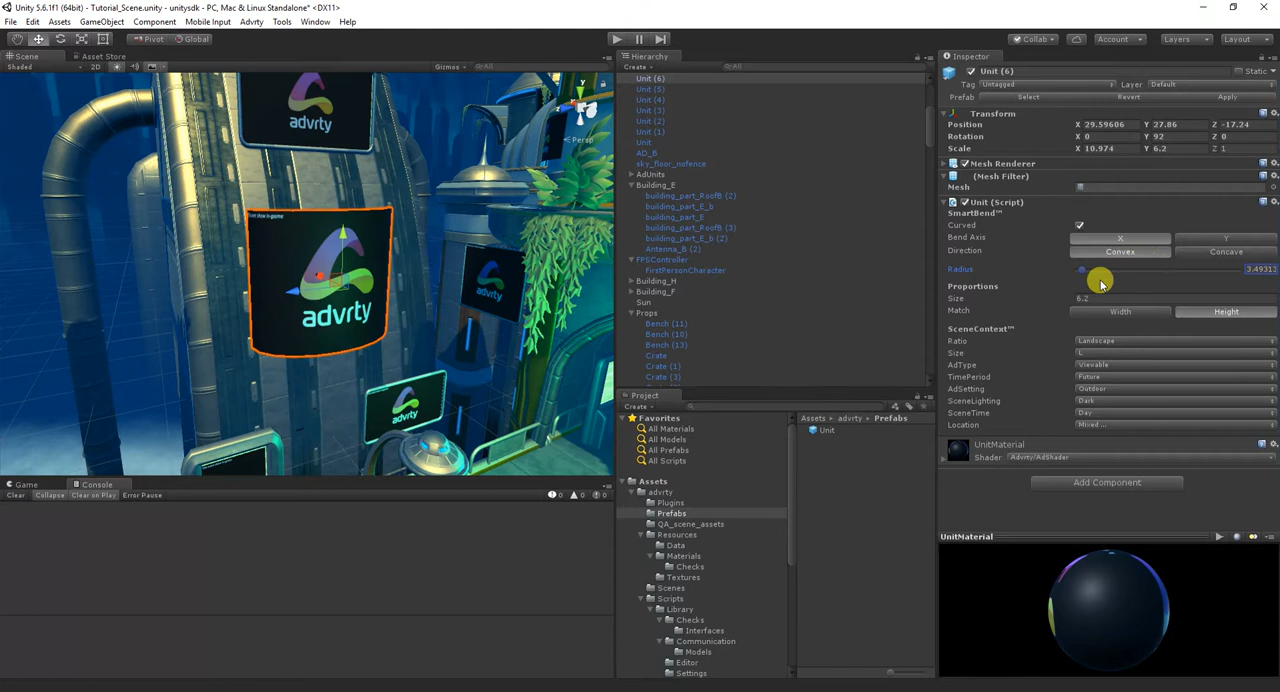 Unity 5.6.1f1 (64bit) - Tutorial_Scene.unity - unitysdk - PC, Mac & Linux Standalone* <DX11>
File Edit Assets GameObject Component Mobile Input Advrty Tools Window Help
Pivot Global Collab Account Layers Layout
Scene Asset Store
Shaded 2D Gizmos All
advrty
Persp
advrty
advrty
advrty
Game Console
Clear Collapse Clear on Play Error Pause 0 0 0
Hierarchy
Create All
Unit (6)
Unit (5)
Unit (4)
Unit (3)
Unit (2)
Unit (1)
Unit
AD_B
sky_floor_nofence
AdUnits
Building_E
building_part_RoofB (2)
building_part_E_b
building_part_E
building_part_RoofB (3)
building_part_E_b (2)
Antenna_B (2)
FPSController
FirstPersonCharacter
Building_H
Building_F
Sun
Props
Bench (11)
Bench (10)
Bench (13)
Crate
Crate (1)
Crate (3)
Project
Create
Favorites
All Materials
All Models
All Prefabs
All Scripts
Assets
advrty
Plugins
Prefabs
QA_scene_assets
Resources
Data
Materials
Checks
Textures
Scenes
Scripts
Library
Checks
Interfaces
Communication
Models
Editor
Settings
Assets advrty Prefabs
Unit
Inspector
Unit (6) Static
Tag Untagged Layer Default
Prefab Select Revert Apply
Transform
Position X 29.59606 Y 27.86 Z -17.24
Rotation X 0 Y 92 Z 0
Scale X 10.974 Y 6.2 Z 1
Mesh Renderer
(Mesh Filter)
Mesh
Unit (Script)
SmartBend™
Curved
Bend Axis X Y
Direction Convex Concave
Radius 3.49313
Proportions
Size 6.2
Match Width Height
SceneContext™
Ratio Landscape
Size L
AdType Viewable
TimePeriod Future
AdSetting Outdoor
SceneLighting Dark
SceneTime Day
Location Mixed ...
UnitMaterial
Shader Advrty/AdShader
Add Component
UnitMaterial